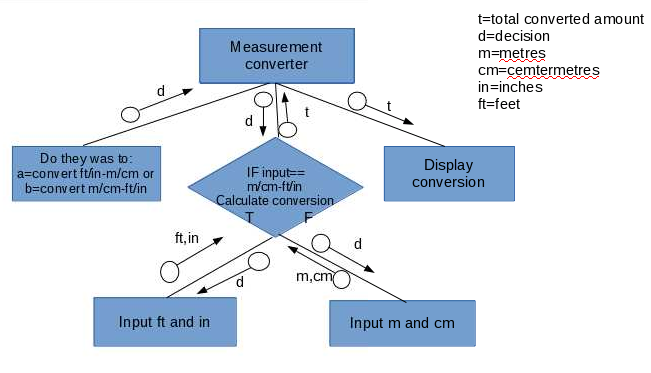 t=total converted amount
d=decision
m=metres
cm=cemtermetres
in=inches
ft=feet
Measurement
converter
d
d
t
t
Do they was to:
a=convert ft/in-m/cm or
b=convert m/cm-ft/in
IF input==
m/cm-ft/in
Calculate conversion
T F
Display
conversion
ft,in
d
d
m,cm
Input ft and in
Input m and cm